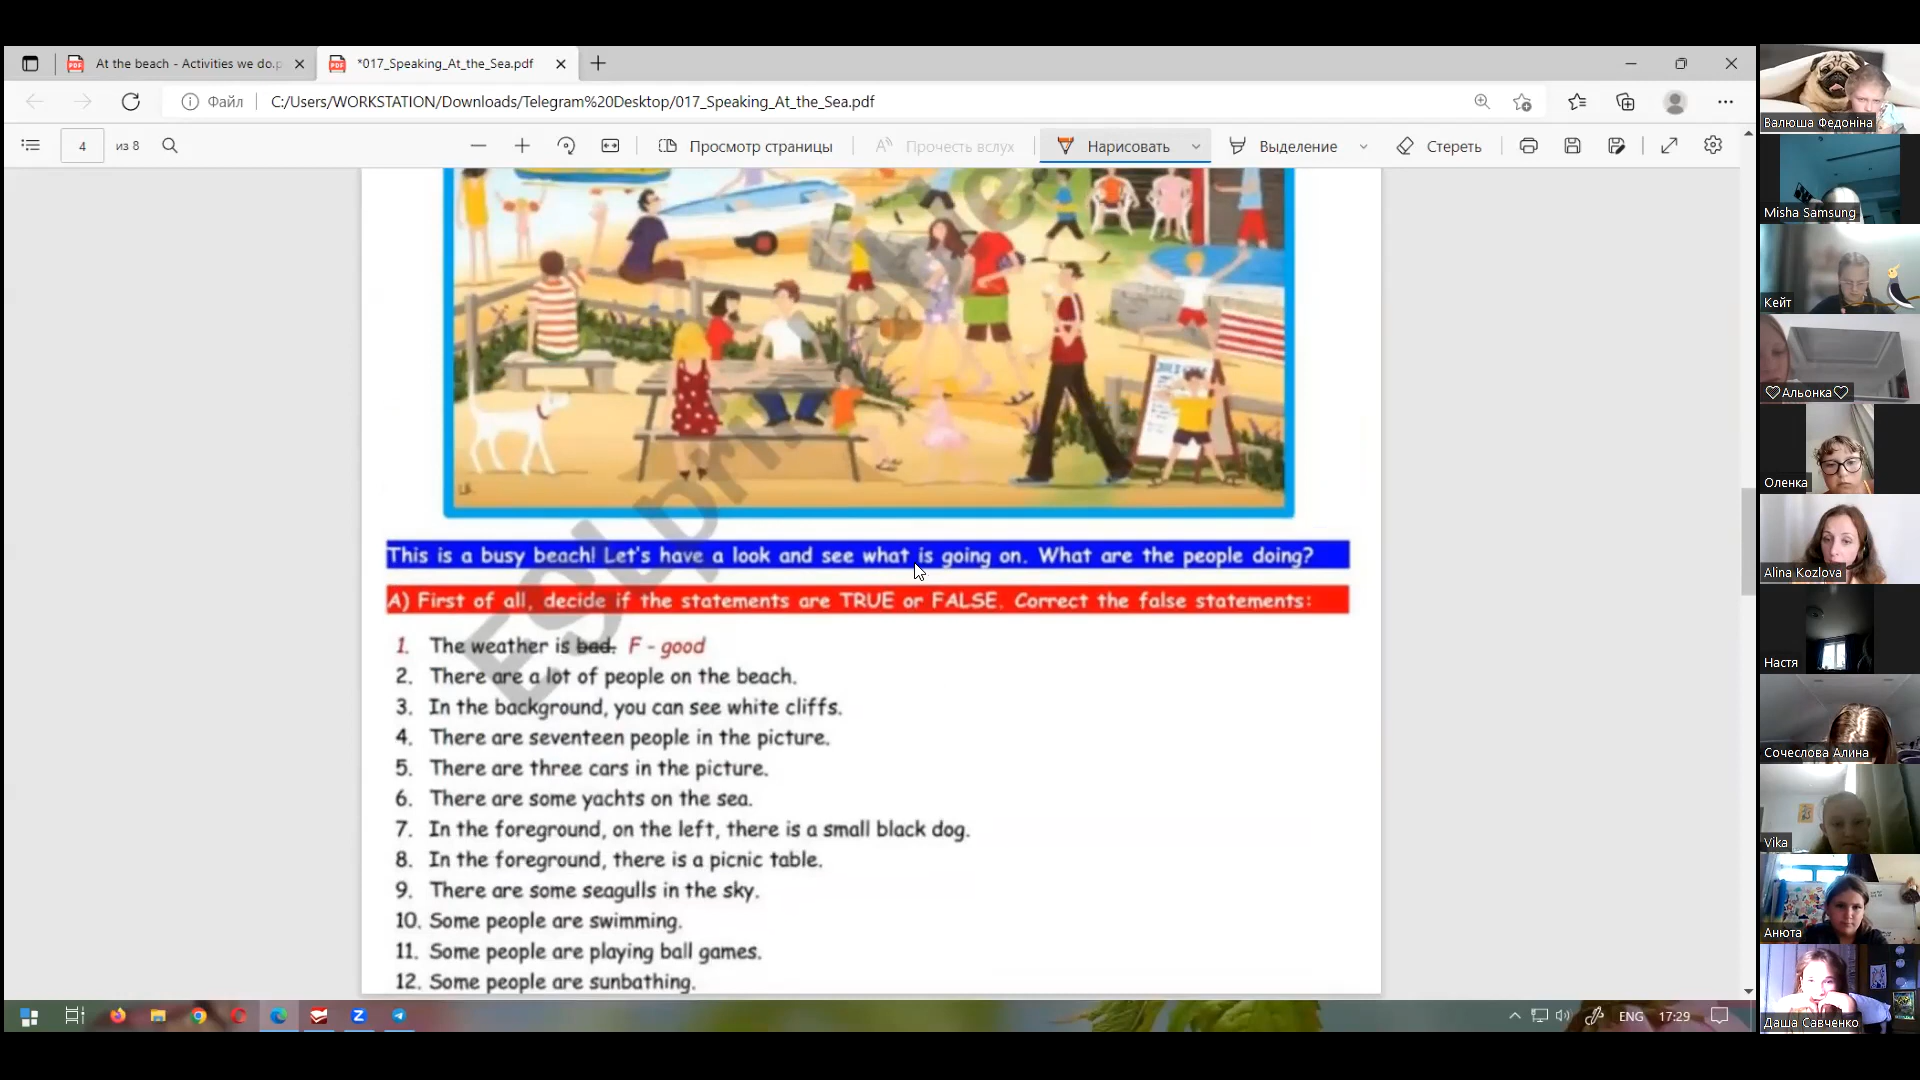 At the beach - Activities we do.p
*017_Speaking_At_the_Sea.pdf
Файл
C:/Users/WORKSTATION/Downloads/Telegram%20Desktop/017_Speaking_At_the_Sea.pdf
4 из 8
Просмотр страницы
Прочесть вслух
Нарисовать
Выделение
Стереть
This is a busy beach! Let's have a look and see what is going on. What are the people doing?
A) First of all, decide if the statements are TRUE or FALSE. Correct the false statements:
1. The weather is bad. F - good
2. There are a lot of people on the beach.
3. In the background, you can see white cliffs.
4. There are seventeen people in the picture.
5. There are three cars in the picture.
6. There are some yachts on the sea.
7. In the foreground, on the left, there is a small black dog.
8. In the foreground, there is a picnic table.
9. There are some seagulls in the sky.
10. Some people are swimming.
11. Some people are playing ball games.
12. Some people are sunbathing.
ENG 17:29
Валюша Федоніна
Misha Samsung
Кейт
♡Альонка♡
Оленка
Alina Kozlova
Настя
Сочеслова Алина
Vika
Анюта
Даша Савченко